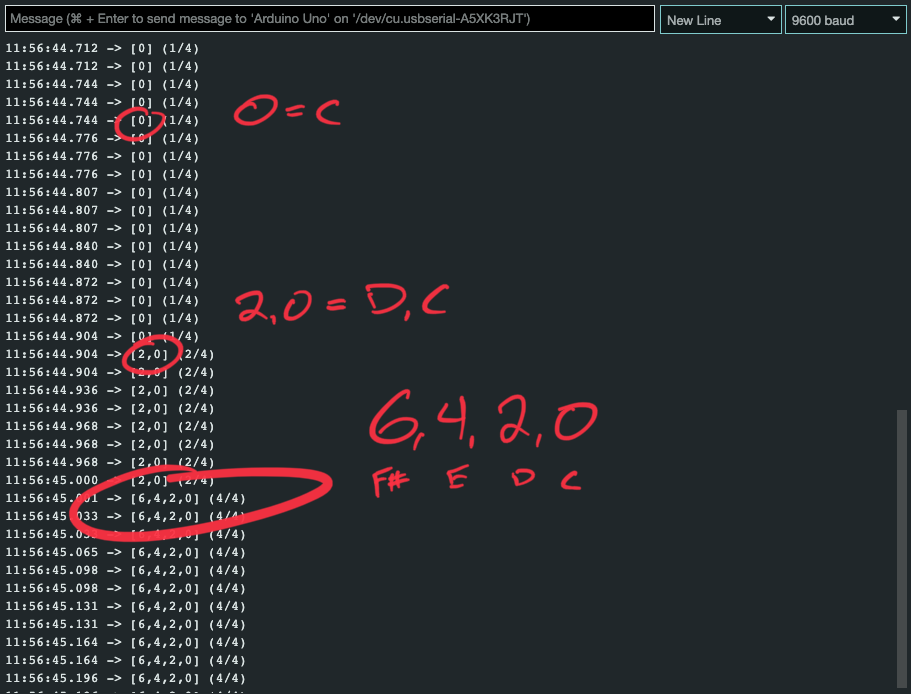 Message (⌘ + Enter to send message to 'Arduino Uno' on '/dev/cu.usbserial-A5XK3RJT') New Line 9600 baud
11:56:44.712 -> [0] (1/4)
11:56:44.712 -> [0] (1/4)
11:56:44.744 -> [0] (1/4)
11:56:44.744 -> [0] (1/4)
11:56:44.744 -> [0] (1/4)
0 = C
11:56:44.776 -> [0] (1/4)
11:56:44.776 -> [0] (1/4)
11:56:44.776 -> [0] (1/4)
11:56:44.807 -> [0] (1/4)
11:56:44.807 -> [0] (1/4)
11:56:44.807 -> [0] (1/4)
11:56:44.840 -> [0] (1/4)
11:56:44.840 -> [0] (1/4)
11:56:44.872 -> [0] (1/4)
11:56:44.872 -> [0] (1/4)
2,0 = D,C
11:56:44.872 -> [0] (1/4)
11:56:44.904 -> [0] (1/4)
11:56:44.904 -> [2,0] (2/4)
11:56:44.904 -> [2,0] (2/4)
11:56:44.936 -> [2,0] (2/4)
11:56:44.936 -> [2,0] (2/4)
11:56:44.968 -> [2,0] (2/4)
6,4,2,0
11:56:44.968 -> [2,0] (2/4)
11:56:44.968 -> [2,0] (2/4)
11:56:45.000 -> [2,0] (2/4)
F# E D C
-> [6,4,2,0] (4/4)
11:56:45.033 -> [6,4,2,0] (4/4)
-> [6,4,2,0] (4/4)
11:56:45.065 -> [6,4,2,0] (4/4)
11:56:45.098 -> [6,4,2,0] (4/4)
11:56:45.098 -> [6,4,2,0] (4/4)
11:56:45.131 -> [6,4,2,0] (4/4)
11:56:45.131 -> [6,4,2,0] (4/4)
11:56:45.164 -> [6,4,2,0] (4/4)
11:56:45.164 -> [6,4,2,0] (4/4)
11:56:45.196 -> [6,4,2,0] (4/4)